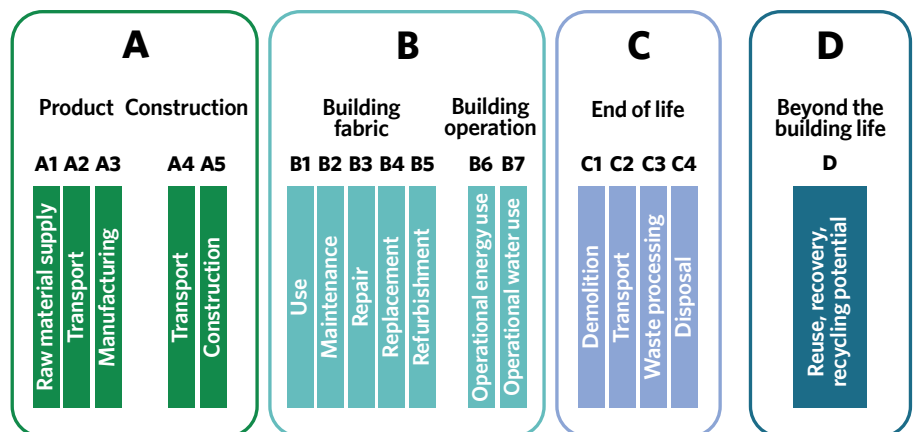 A
Product Construction
A1 A2 A3 A4 A5
Raw material supply
Transport
Manufacturing
Transport
Construction
B
Building
fabric
Building
operation
B1 B2 B3 B4 B5 B6 B7
Use
Maintenance
Repair
Replacement
Refurbishment
Operational energy use
Operational water use
C
End of life
C1 C2 C3 C4
Demolition
Transport
Waste processing
Disposal
D
Beyond the
building life
D
Reuse, recovery,
recycling potential